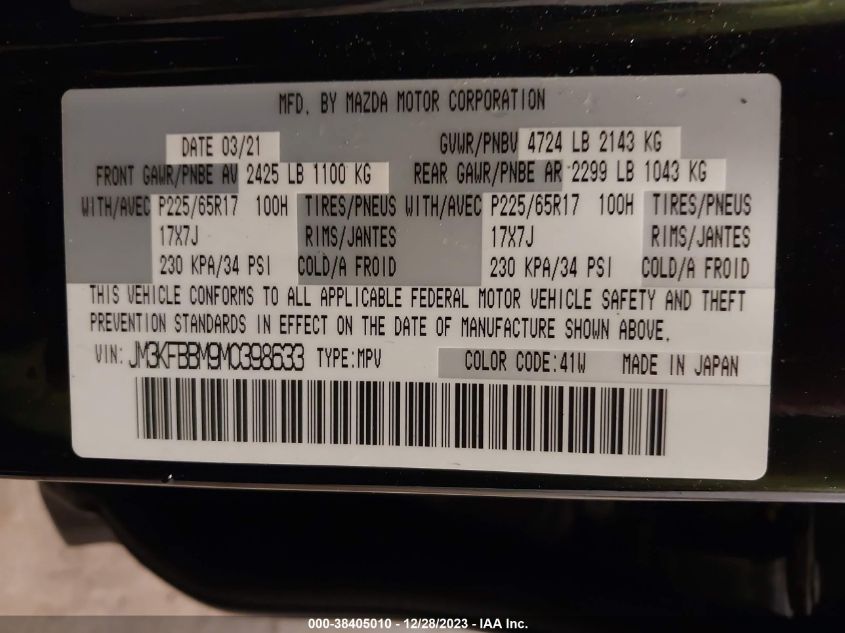 MFD. BY MAZDA MOTOR CORPORATION
DATE 03/21 GVWR/PNBV 4724 LB 2143 KG
FRONT GAWR/PNBE AV 2425 LB 1100 KG REAR GAWR/PNBE AR 2299 LB 1043 KG
WITH/AVEC P225/65R17 100H TIRES/PNEUS WITH/AVEC P225/65R17 100H TIRES/PNEUS
17X7J RIMS/JANTES 17X7J RIMS/JANTES
230 KPA/34 PSI COLD/A FROID 230 KPA/34 PSI COLD/A FROID
THIS VEHICLE CONFORMS TO ALL APPLICABLE FEDERAL MOTOR VEHICLE SAFETY AND THEFT
PREVENTION STANDARDS IN EFFECT ON THE DATE OF MANUFACTURE SHOWN ABOVE.
VIN: JM3KFBBM9M0398633 TYPE:MPV COLOR CODE:41W MADE IN JAPAN
000-38405010 - 12/28/2023 - IAA Inc.